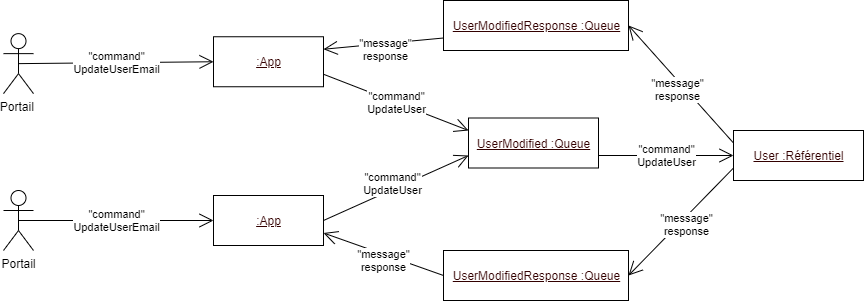 UserModifiedResponse :Queue
"message"
response
"command"
UpdateUserEmail
:App
Portail
"message"
response
"command"
UpdateUser
UserModified :Queue
"command"
UpdateUser
User :Référentiel
"command"
UpdateUser
"command"
UpdateUserEmail
:App
Portail
"message"
response
"message"
response
UserModifiedResponse :Queue